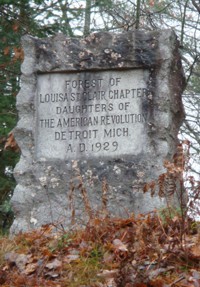 FOREST OF
LOUISA ST. CLAIR CHAPTER
DAUGHTERS OF
THE AMERICAN REVOLUTION
DETROIT MICH.
A.D. 1929